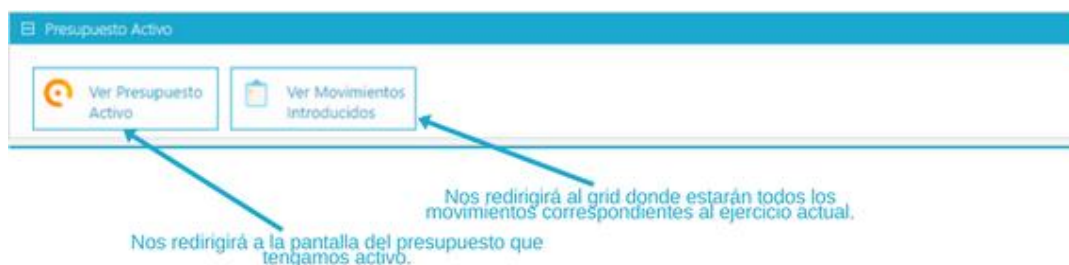 Presupuesto Activo
Ver Presupuesto
Activo
Ver Movimientos
Introducidos
Nos redirigirá al grid donde estarán todos los
movimientos correspondientes al ejercicio actual.
Nos redirigirá a la pantalla del presupuesto que
tengamos activo.